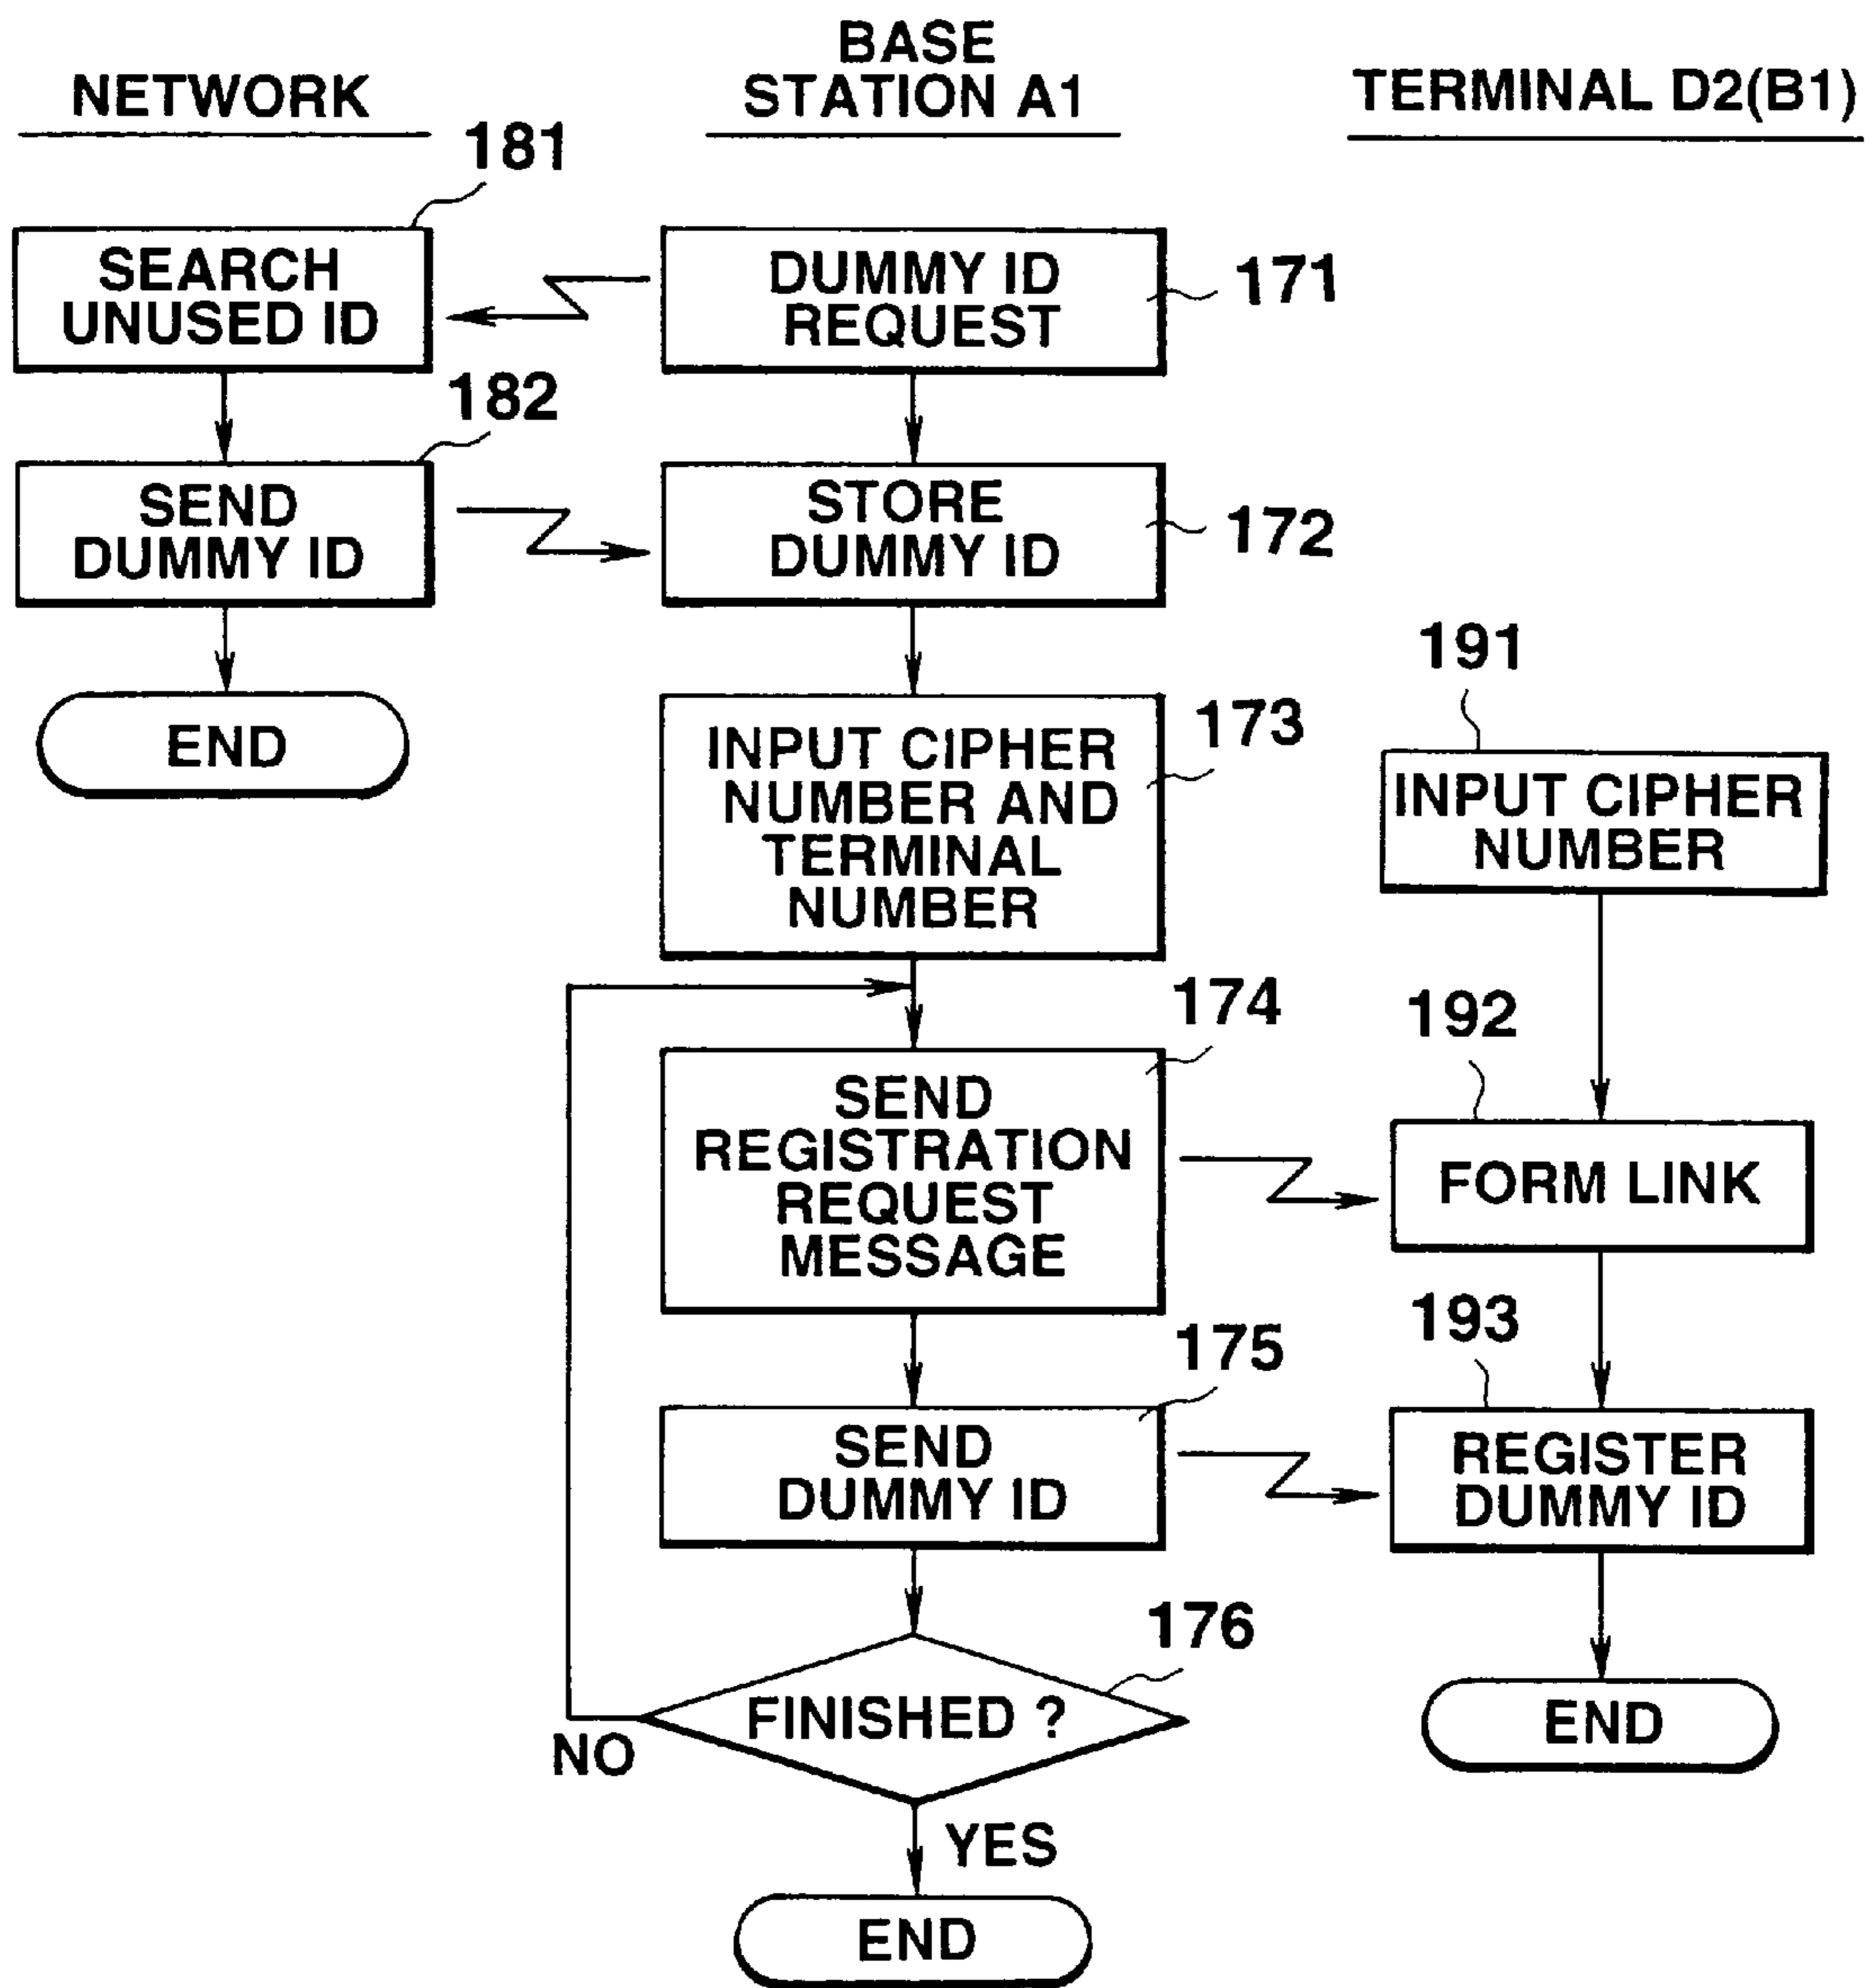 NETWORK
BASE
STATION A1
TERMINAL D2(B1)
181
SEARCH
UNUSED ID
DUMMY ID
REQUEST
171
182
SEND
DUMMY ID
STORE
DUMMY ID
172
END
INPUT CIPHER
NUMBER AND
TERMINAL
NUMBER
173
191
INPUT CIPHER
NUMBER
174
SEND
REGISTRATION
REQUEST
MESSAGE
192
FORM LINK
175
SEND
DUMMY ID
193
REGISTER
DUMMY ID
176
FINISHED ?
NO
YES
END
END